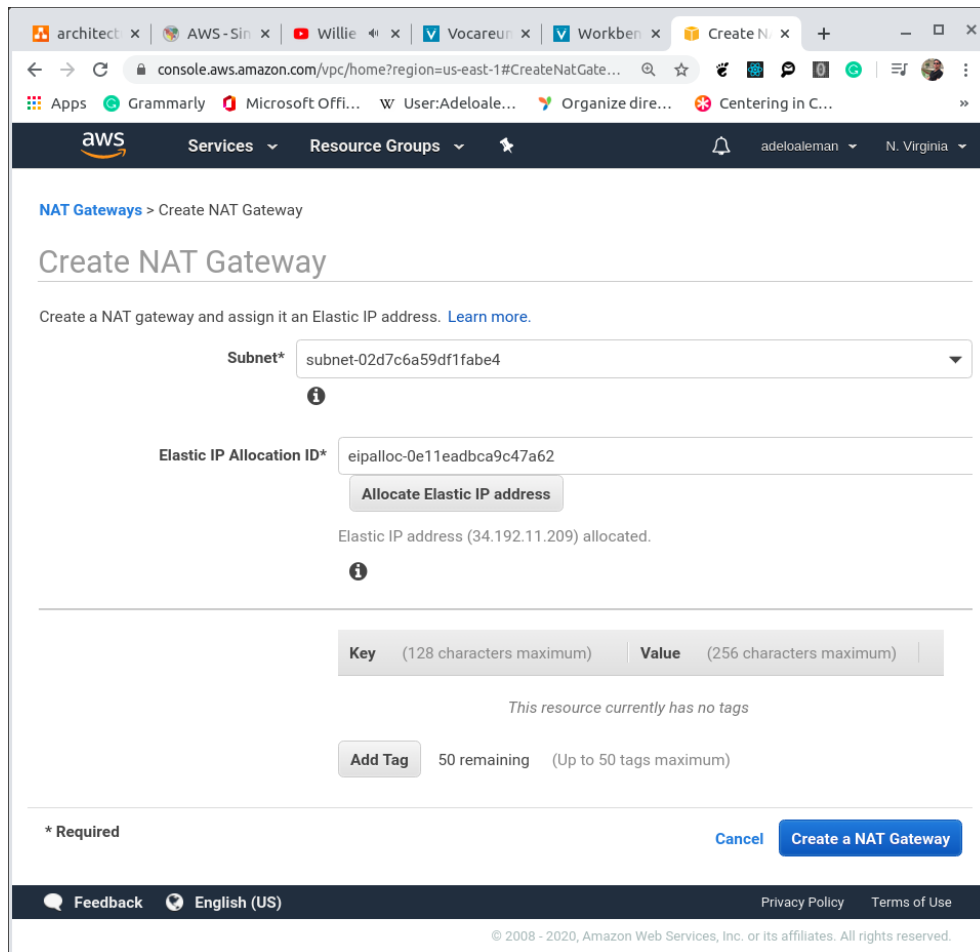 architect
AWS - Sin
Willie
Vocareum
Workben
Create N
console.aws.amazon.com/vpc/home?region=us-east-1#CreateNatGate...
Apps
Grammarly
Microsoft Offi...
User:Adeloale...
Organize dire...
Centering in C...
»
aws
Services
Resource Groups
adeloaleman
N. Virginia
NAT Gateways > Create NAT Gateway
Create NAT Gateway
Create a NAT gateway and assign it an Elastic IP address. Learn more.
Subnet* subnet-02d7c6a59df1fabe4
Elastic IP Allocation ID* eipalloc-0e11eadbca9c47a62
Allocate Elastic IP address
Elastic IP address (34.192.11.209) allocated.
Key (128 characters maximum) Value (256 characters maximum)
This resource currently has no tags
Add Tag 50 remaining (Up to 50 tags maximum)
* Required
Cancel Create a NAT Gateway
Feedback English (US) Privacy Policy Terms of Use
© 2008 - 2020, Amazon Web Services, Inc. or its affiliates. All rights reserved.